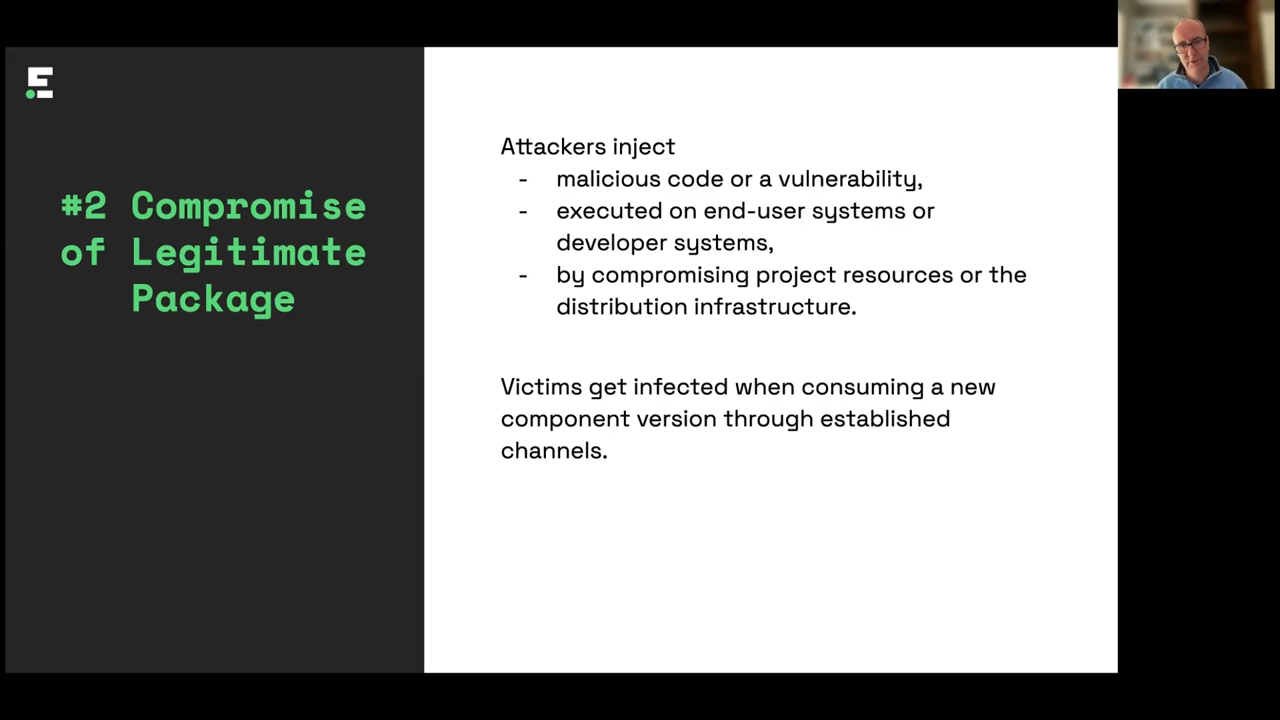 #2 Compromise
of Legitimate
Package
Attackers inject
- malicious code or a vulnerability,
- executed on end-user systems or
developer systems,
- by compromising project resources or the
distribution infrastructure.
Victims get infected when consuming a new
component version through established
channels.